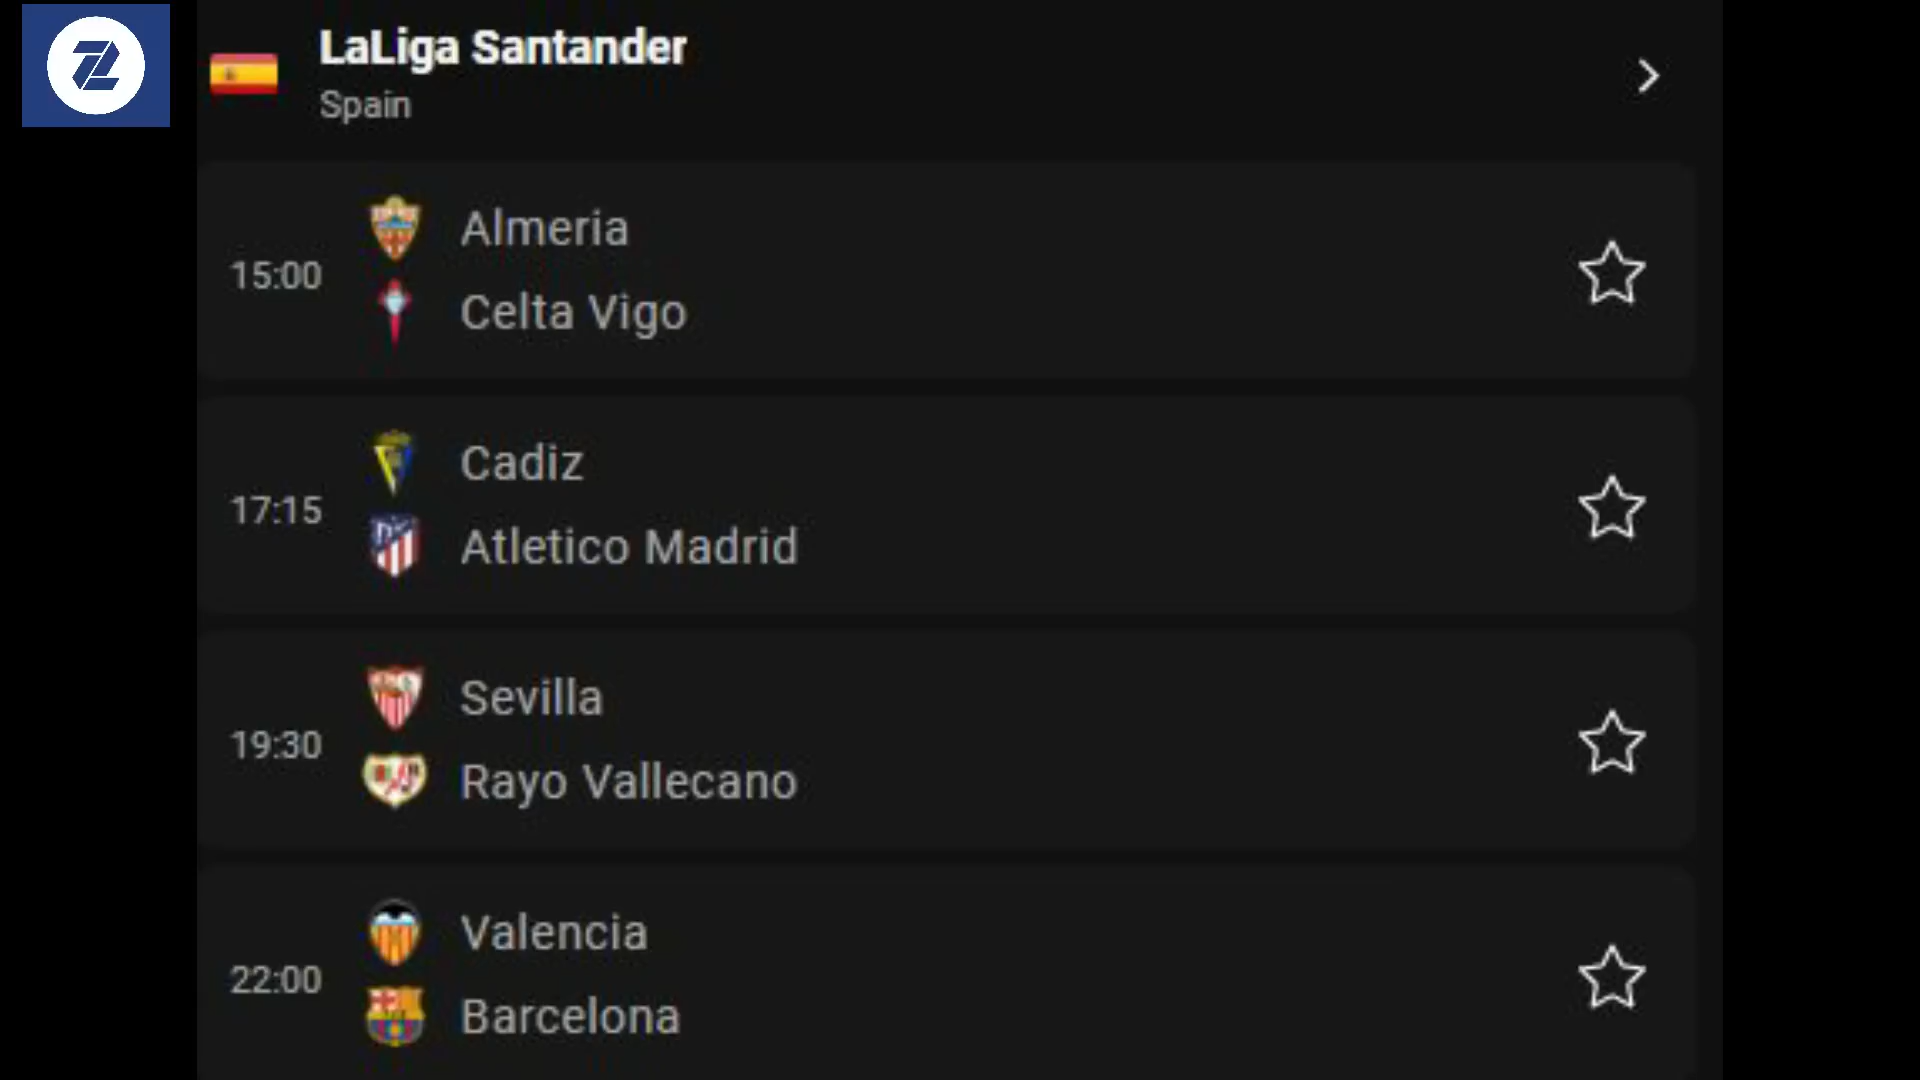 LaLiga Santander
Spain
15:00
Almeria
Celta Vigo
17:15
Cadiz
Atletico Madrid
19:30
Sevilla
Rayo Vallecano
22:00
Valencia
Barcelona